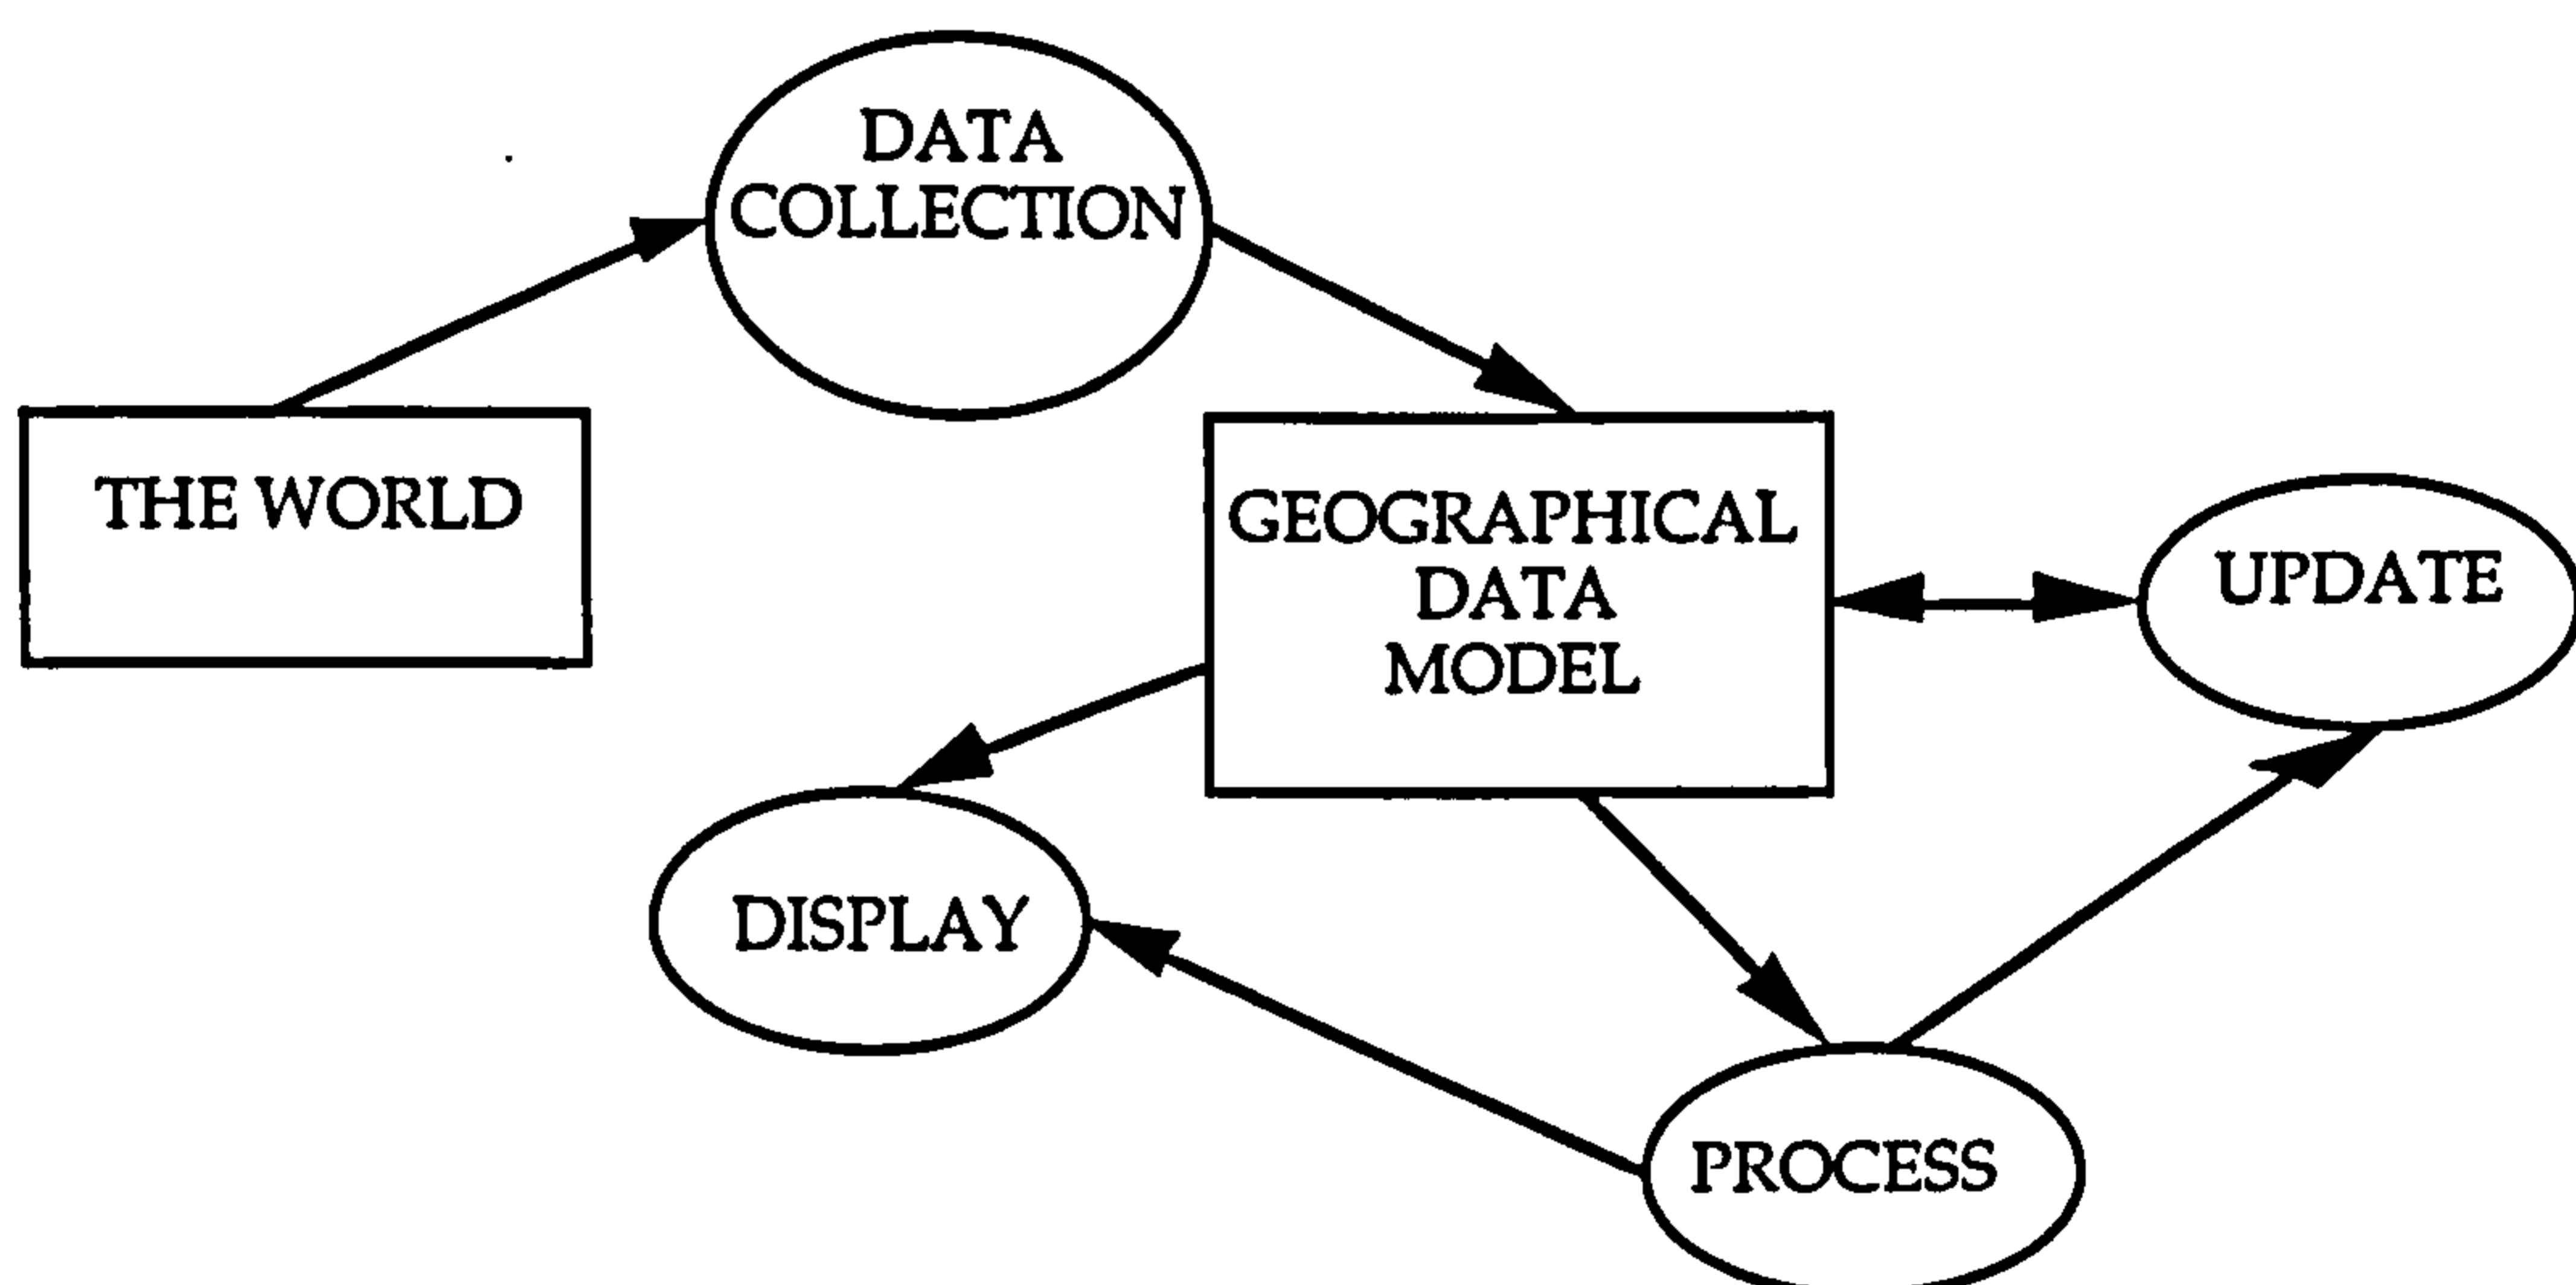 DATA
COLLECTION
THE WORLD
GEOGRAPHICAL
DATA
MODEL
UPDATE
DISPLAY
PROCESS